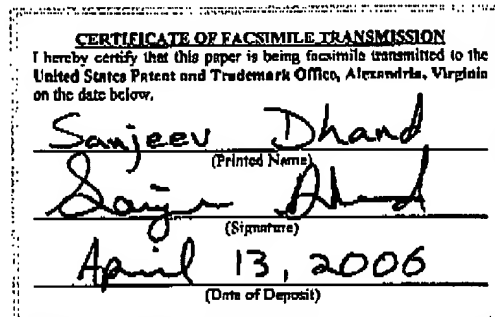 CERTIFICATE OF FACSIMILE TRANSMISSION
I hereby certify that this paper is being facsimile transmitted to the
United States Patent and Trademark Office, Alexandria, Virginia
on the date below.
Sanjeev Dhand
(Printed Name)
Sanjeev Dhand
(Signature)
April 13, 2006
(Date of Deposit)